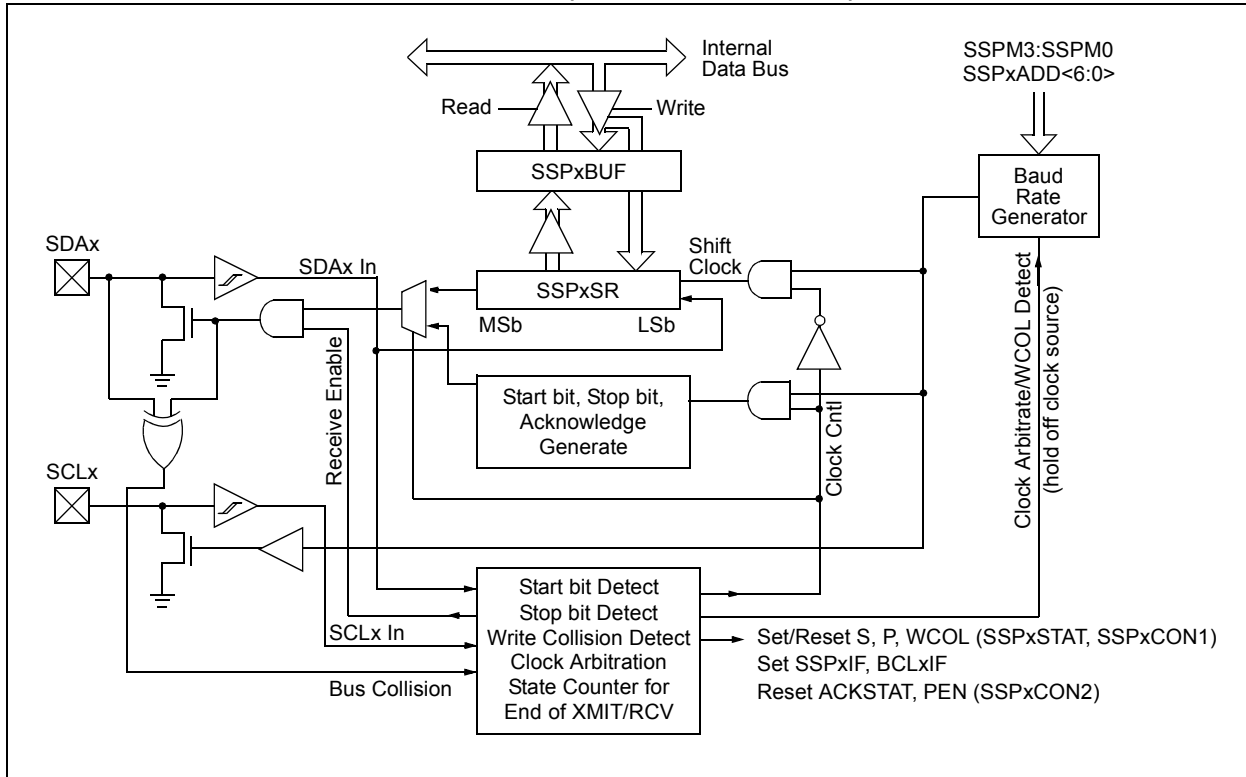 Internal
Data Bus
SSPM3:SSPM0
SSPxADD<6:0>
Read
Write
SSPxBUF
Baud
Rate
Generator
SDAx
SDAx In
Shift
Clock
SSPxSR
MSb
LSb
Clock Arbitrate/WCOL Detect
(hold off clock source)
Start bit, Stop bit,
Acknowledge
Generate
Receive Enable
Clock Cntl
SCLx
Start bit Detect
Stop bit Detect
Write Collision Detect
Clock Arbitration
State Counter for
End of XMIT/RCV
SCLx In
Bus Collision
Set/Reset S, P, WCOL (SSPxSTAT, SSPxCON1)
Set SSPxIF, BCLxIF
Reset ACKSTAT, PEN (SSPxCON2)